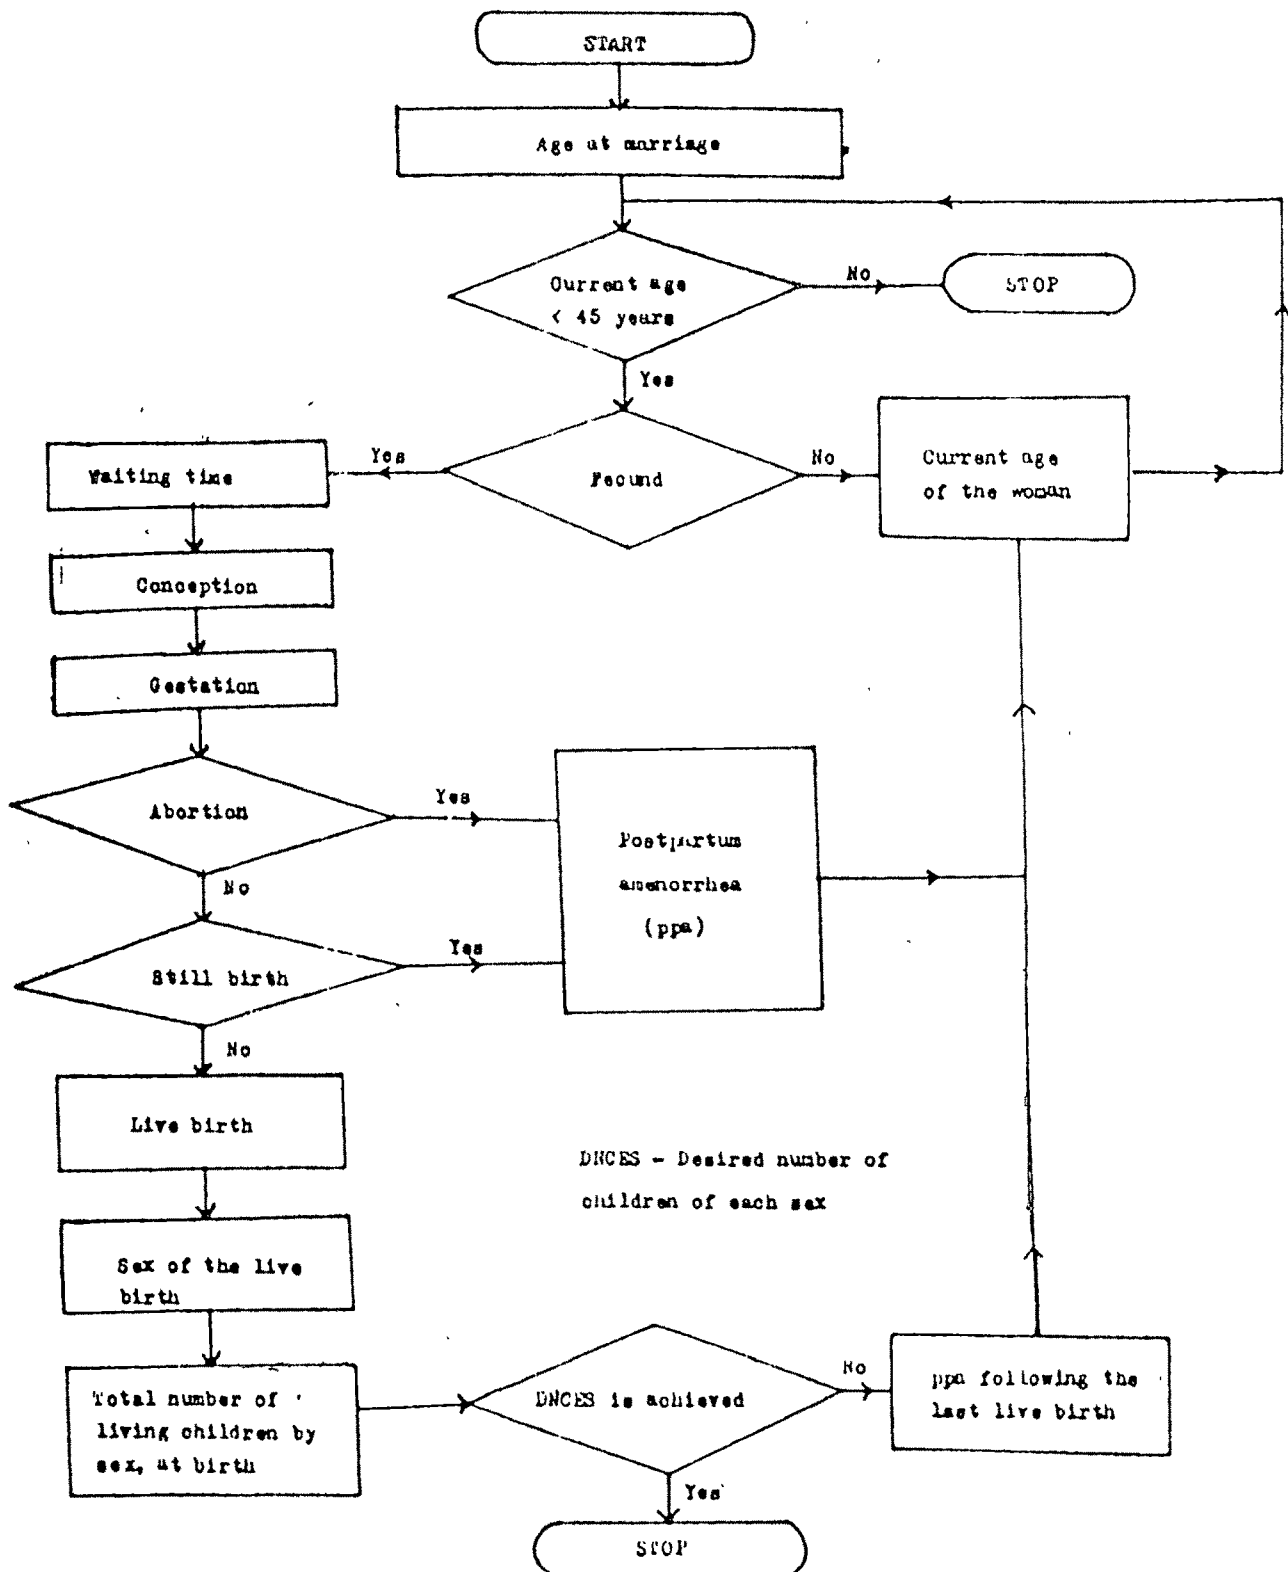 START
Age at marriage
Current age
< 45 years
No
STOP
Yes
Fecund
Yes
No
Waiting time
Current age
of the woman
Conception
Gestation
Abortion
Yes
No
Postpartum
amenorrhea
(ppa)
Still birth
Yes
No
Live birth
DNCES - Desired number of
children of each sex
Sex of the live
birth
Total number of
living children by
sex, at birth
DNCES is achieved
No
ppa following the
last live birth
Yes
STOP